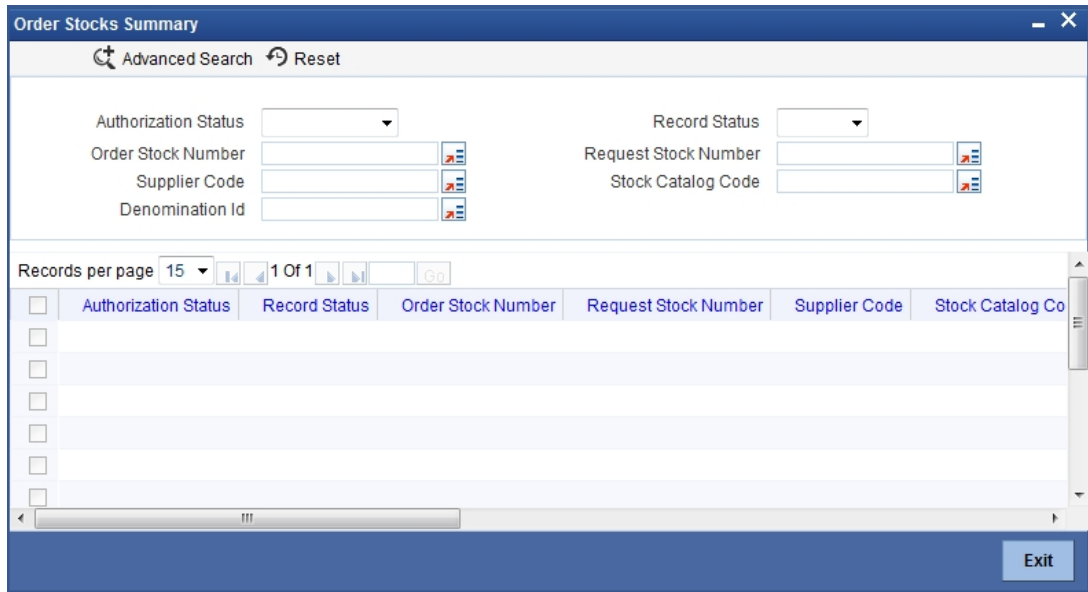 Order Stocks Summary
Advanced Search Reset
Authorization Status Record Status
Order Stock Number Request Stock Number
Supplier Code Stock Catalog Code
Denomination Id
Records per page 15 1 Of 1 Go
Authorization Status Record Status Order Stock Number Request Stock Number Supplier Code Stock Catalog Co
Exit